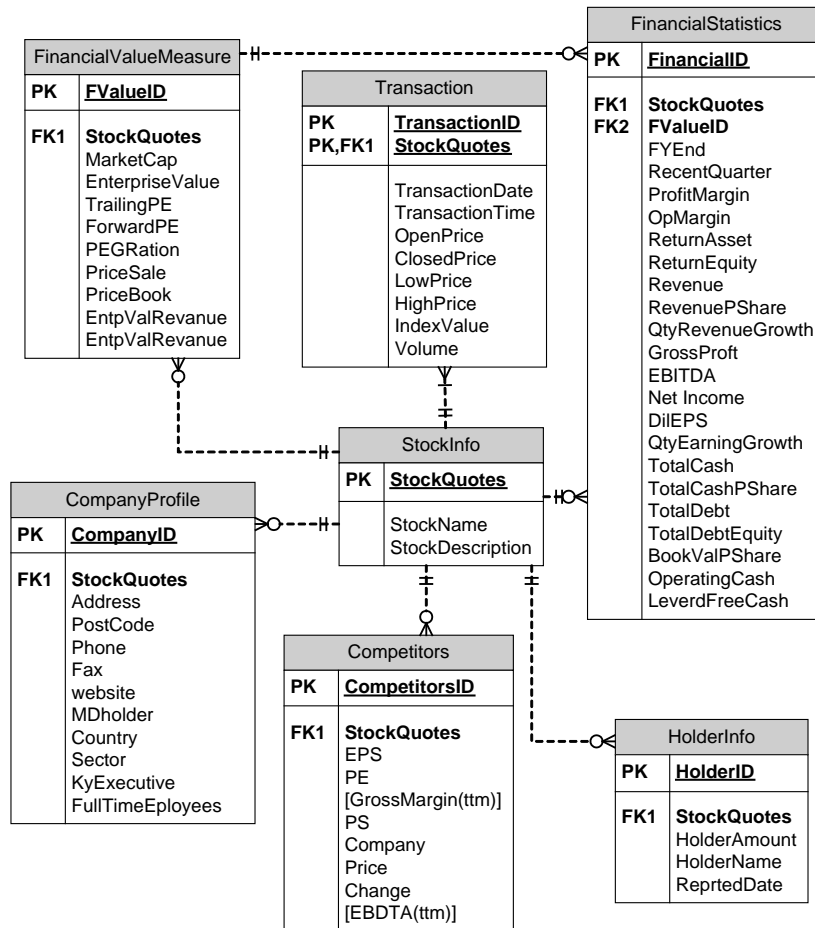 FinancialValueMeasure
PK FValueID
FK1 StockQuotes
MarketCap
EnterpriseValue
TrailingPE
ForwardPE
PEGRation
PriceSale
PriceBook
EntpValRevanue
EntpValRevanue
Transaction
PK TransactionID
PK,FK1 StockQuotes
TransactionDate
TransactionTime
OpenPrice
ClosedPrice
LowPrice
HighPrice
IndexValue
Volume
FinancialStatistics
PK FinancialID
FK1 StockQuotes
FK2 FValueID
FYEnd
RecentQuarter
ProfitMargin
OpMargin
ReturnAsset
ReturnEquity
Revenue
RevenuePShare
QtyRevenueGrowth
GrossProft
EBITDA
Net Income
DilEPS
QtyEarningGrowth
TotalCash
TotalCashPShare
TotalDebt
TotalDebtEquity
BookValPShare
OperatingCash
LeverdFreeCash
StockInfo
PK StockQuotes
StockName
StockDescription
CompanyProfile
PK CompanyID
FK1 StockQuotes
Address
PostCode
Phone
Fax
website
MDholder
Country
Sector
KyExecutive
FullTimeEployees
Competitors
PK CompetitorsID
FK1 StockQuotes
EPS
PE
[GrossMargin(ttm)]
PS
Company
Price
Change
[EBDTA(ttm)]
HolderInfo
PK HolderID
FK1 StockQuotes
HolderAmount
HolderName
ReprtedDate